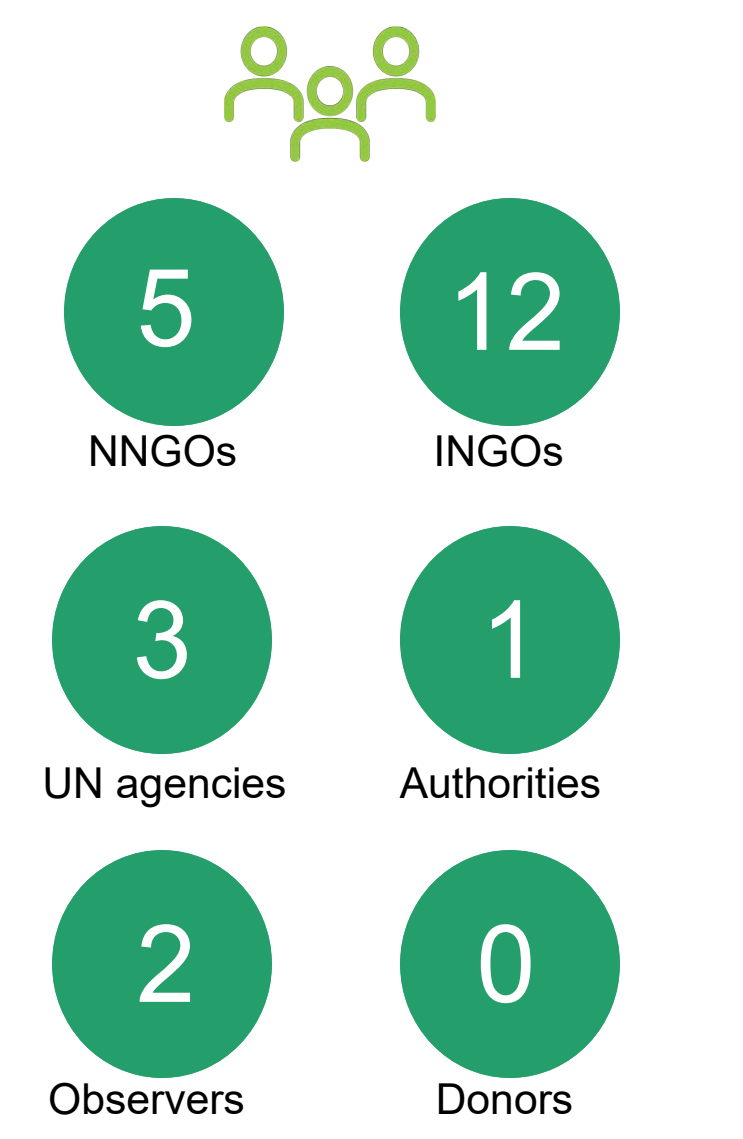 5
12
NNGOs
INGOs
3
1
UN agencies
Authorities
2
0
Observers
Donors